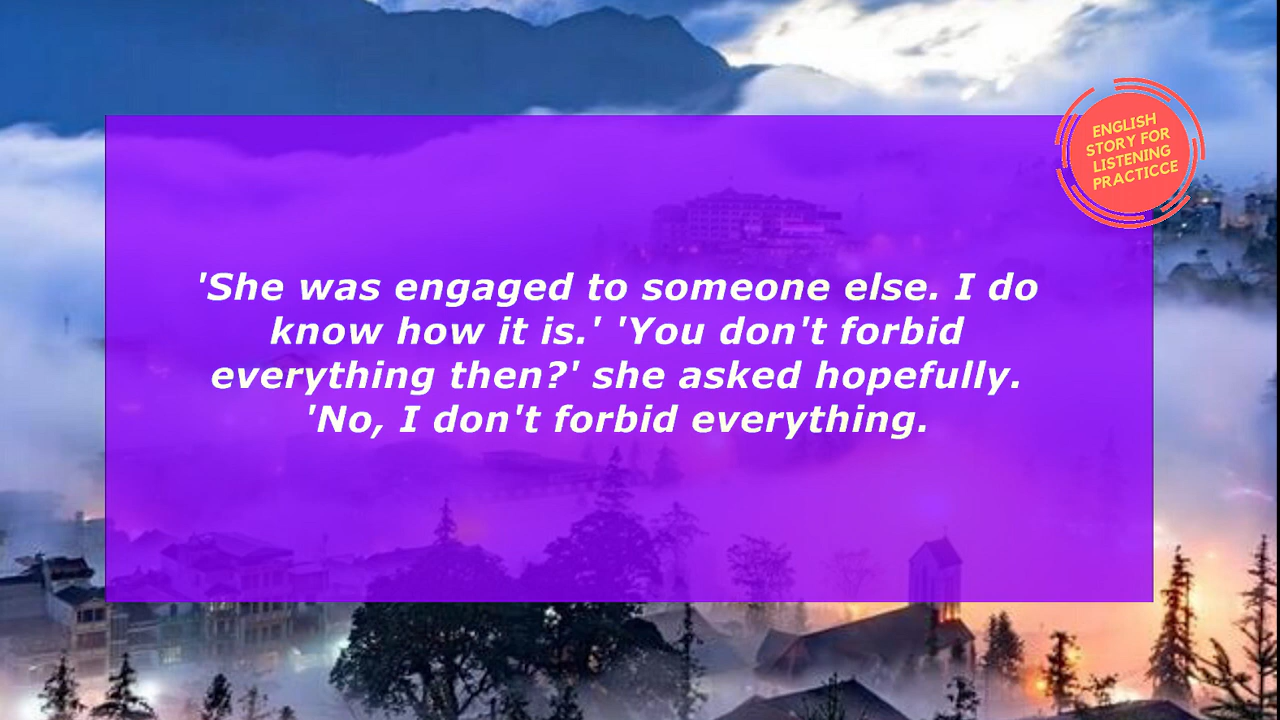 ENGLISH
STORY FOR
LISTENING
PRACTICCE
'She was engaged to someone else. I do
know how it is.' 'You don't forbid
everything then?' she asked hopefully.
'No, I don't forbid everything.